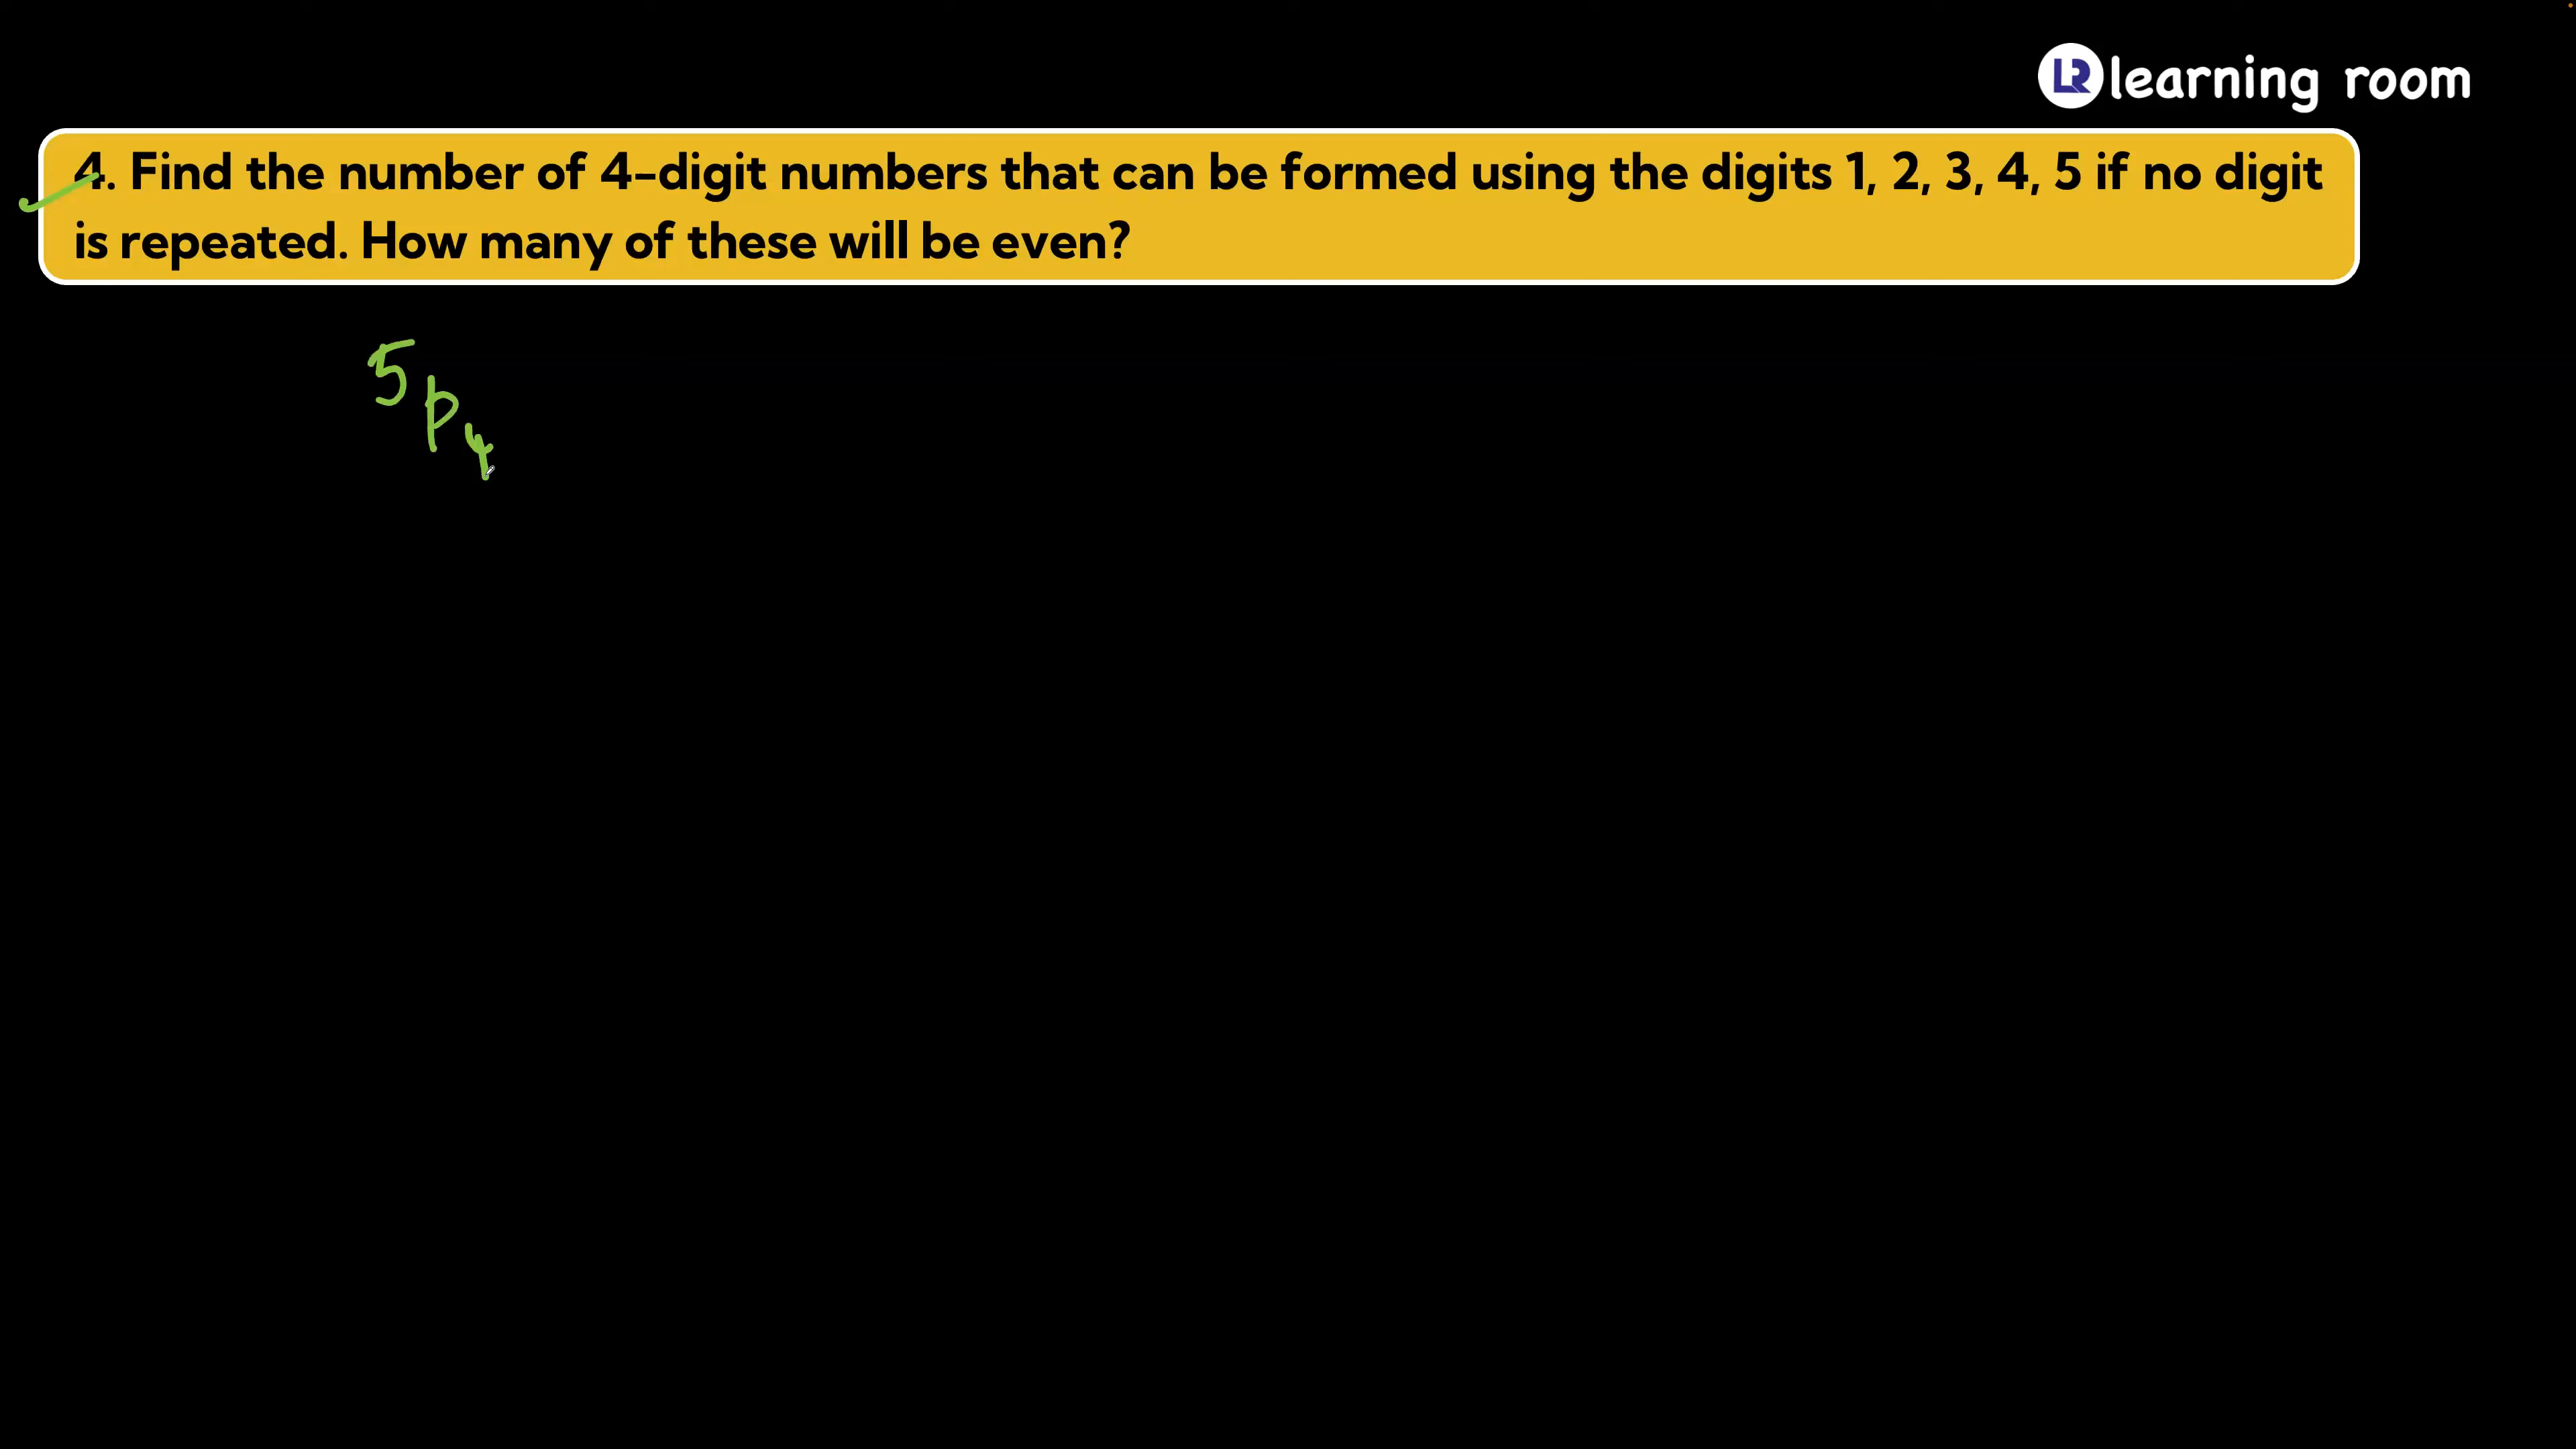 learning room
4. Find the number of 4-digit numbers that can be formed using the digits 1, 2, 3, 4, 5 if no digit
is repeated. How many of these will be even?
5P4